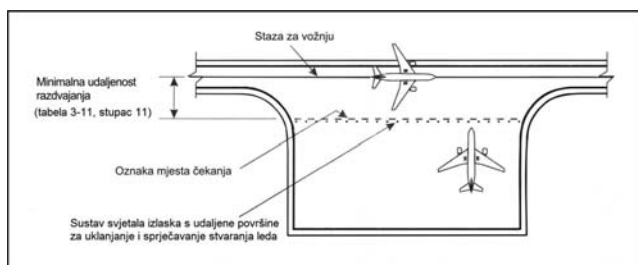 Staza za vožnju
Minimalna udaljenost
razdvajanja
(tabela 3-11, stupac 11)
Oznaka mjesta čekanja
Sustav svjetala izlaska s udaljene površine
za uklanjanje i sprječavanje stvaranja leda